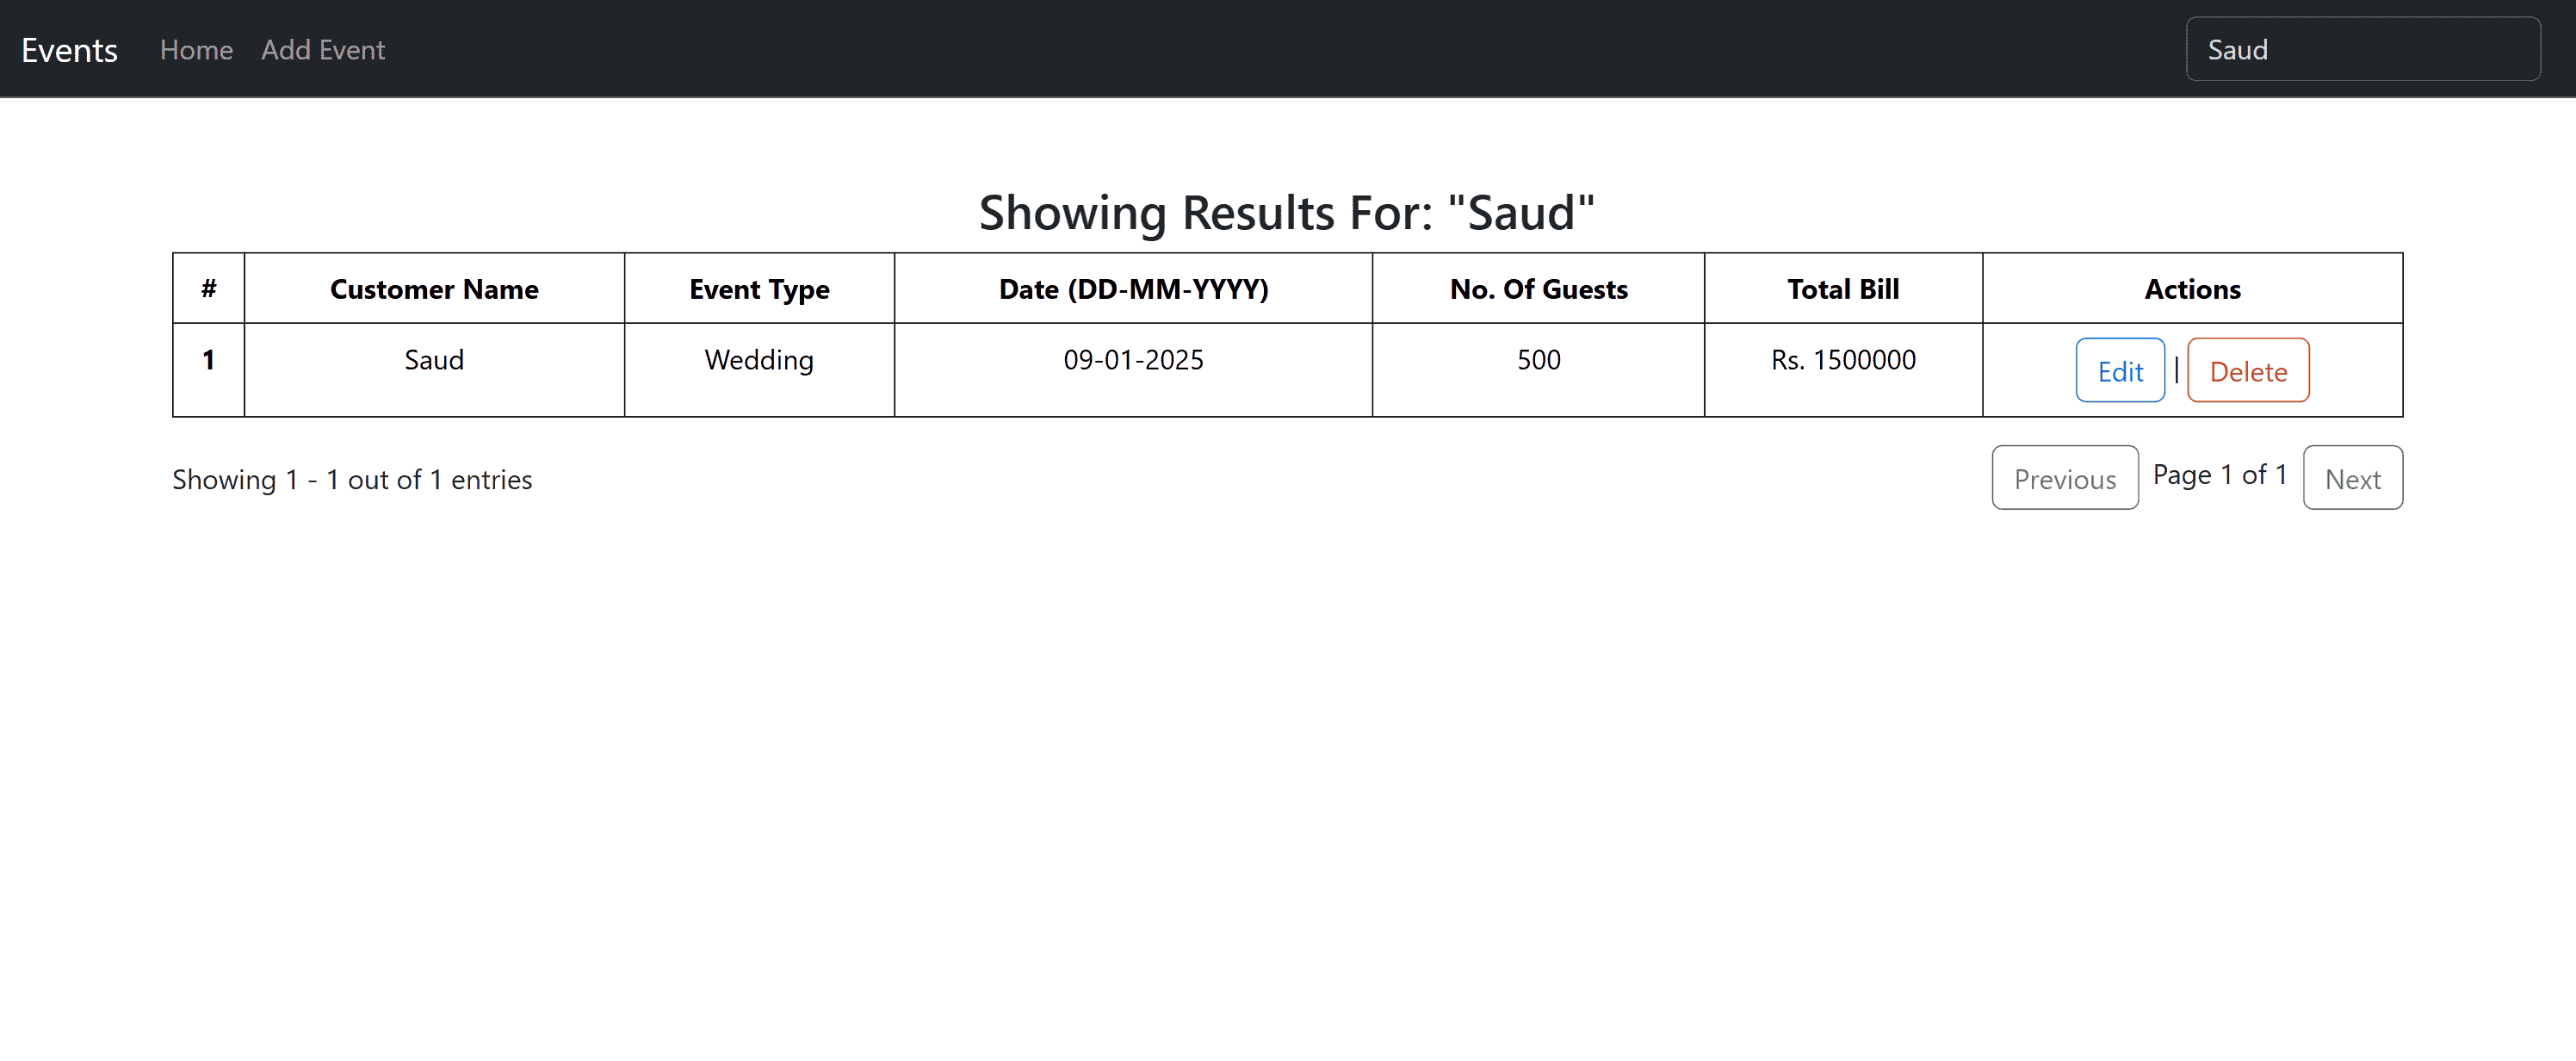 Events Home Add Event Saud
Showing Results For: "Saud"
# Customer Name Event Type Date (DD-MM-YYYY) No. Of Guests Total Bill Actions
1 Saud Wedding 09-01-2025 500 Rs. 1500000 Edit | Delete
Showing 1 - 1 out of 1 entries Previous Page 1 of 1 Next